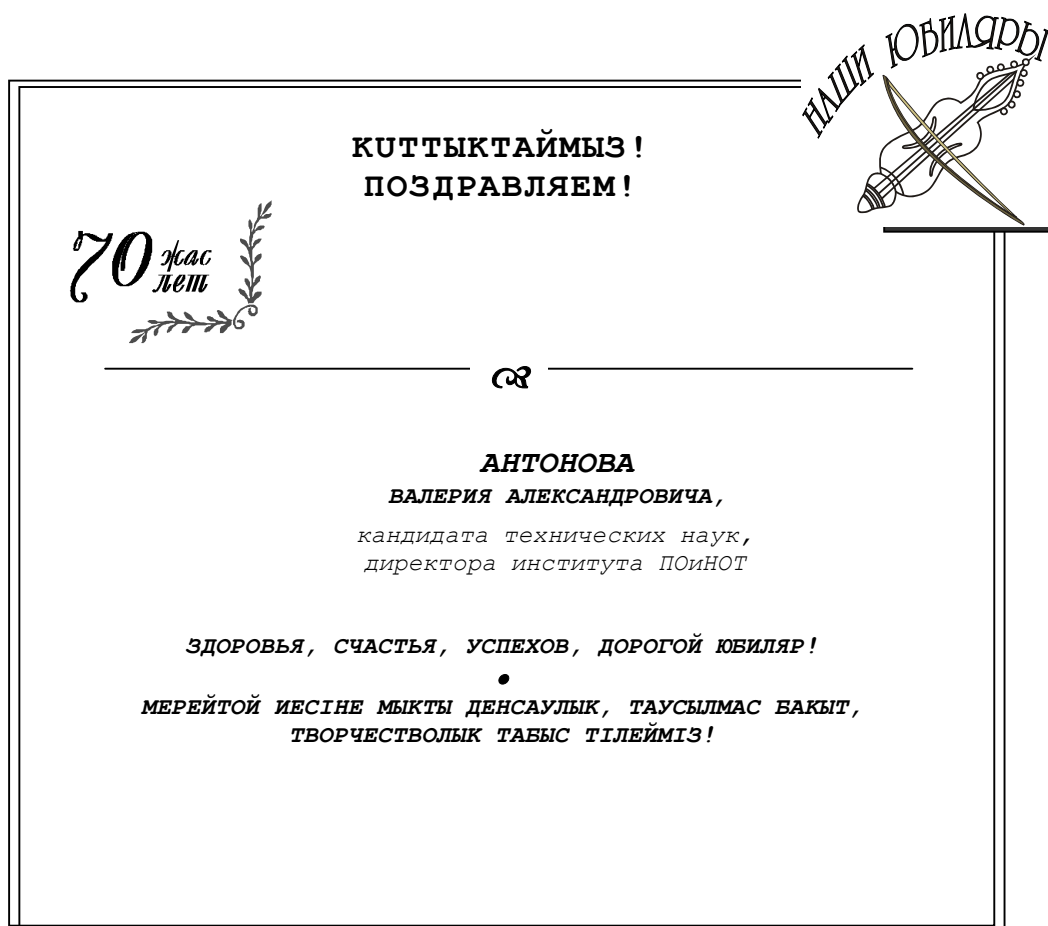 НАШИ ЮБИЛЯРЫ
КUТТЫКТАЙМЫЗ!
ПОЗДРАВЛЯЕМ!
70 жас
лет
АНТОНОВА
ВАЛЕРИЯ АЛЕКСАНДРОВИЧА,
кандидата технических наук,
директора института ПОиНОТ
ЗДОРОВЬЯ, СЧАСТЬЯ, УСПЕХОВ, ДОРОГОЙ ЮБИЛЯР!
•
МЕРЕЙТОЙ ИЕСІНЕ МЫКТЫ ДЕНСАУЛЫК, ТАУСЫЛМАС БАКЫТ,
ТВОРЧЕСТВОЛЫК ТАБЫС ТІЛЕЙМІЗ!